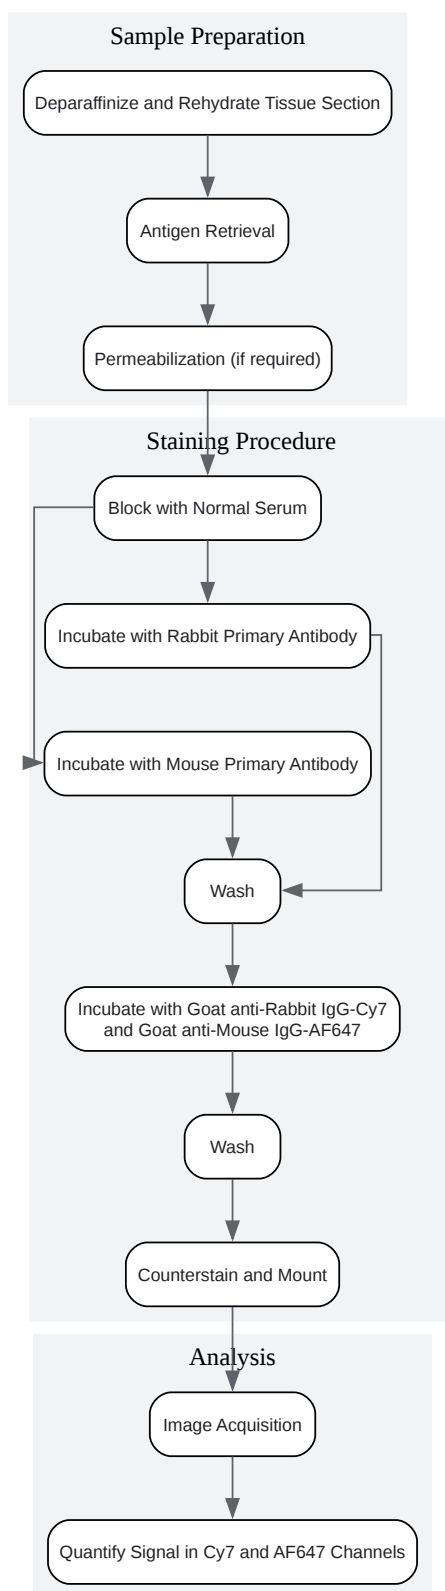 Sample Preparation
Deparaffinize and Rehydrate Tissue Section
Antigen Retrieval
Permeabilization (if required)
Staining Procedure
Block with Normal Serum
Incubate with Rabbit Primary Antibody
Incubate with Mouse Primary Antibody
Wash
Incubate with Goat anti-Rabbit IgG-Cy7
and Goat anti-Mouse IgG-AF647
Wash
Counterstain and Mount
Analysis
Image Acquisition
Quantify Signal in Cy7 and AF647 Channels